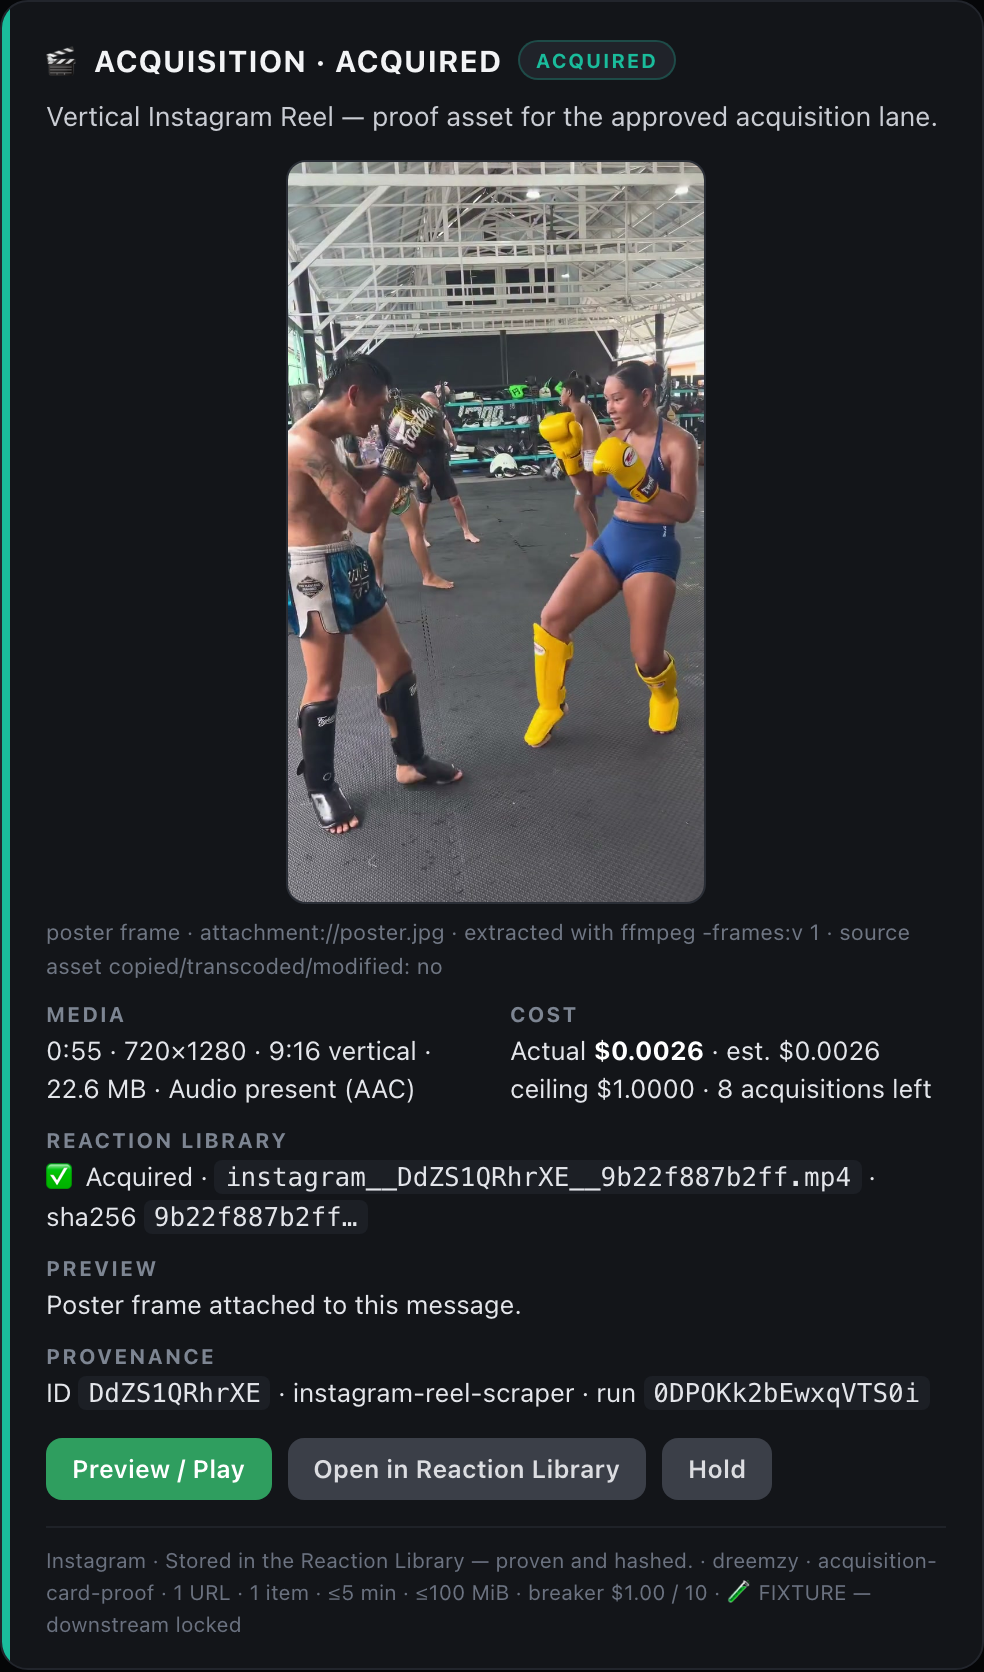 ACQUISITION · ACQUIRED ACQUIRED
Vertical Instagram Reel — proof asset for the approved acquisition lane.
Fairtex
poster frame · attachment://poster.jpg · extracted with ffmpeg -frames:v 1 · source
asset copied/transcoded/modified: no
MEDIA
0:55 · 720×1280 · 9:16 vertical ·
22.6 MB · Audio present (AAC)
COST
Actual $0.0026 · est. $0.0026
ceiling $1.0000 · 8 acquisitions left
REACTION LIBRARY
✅ Acquired · instagram__DdZS1QRhrXE__9b22f887b2ff.mp4 ·
sha256 9b22f887b2ff…
PREVIEW
Poster frame attached to this message.
PROVENANCE
ID DdZS1QRhrXE · instagram-reel-scraper · run 0DPOKk2bEwxqVTS0i
Preview / Play
Open in Reaction Library
Hold
Instagram · Stored in the Reaction Library — proven and hashed. · dreemzy · acquisition-
card-proof · 1 URL · 1 item · ≤5 min · ≤100 MiB · breaker $1.00 / 10 · 🧪 FIXTURE —
downstream locked